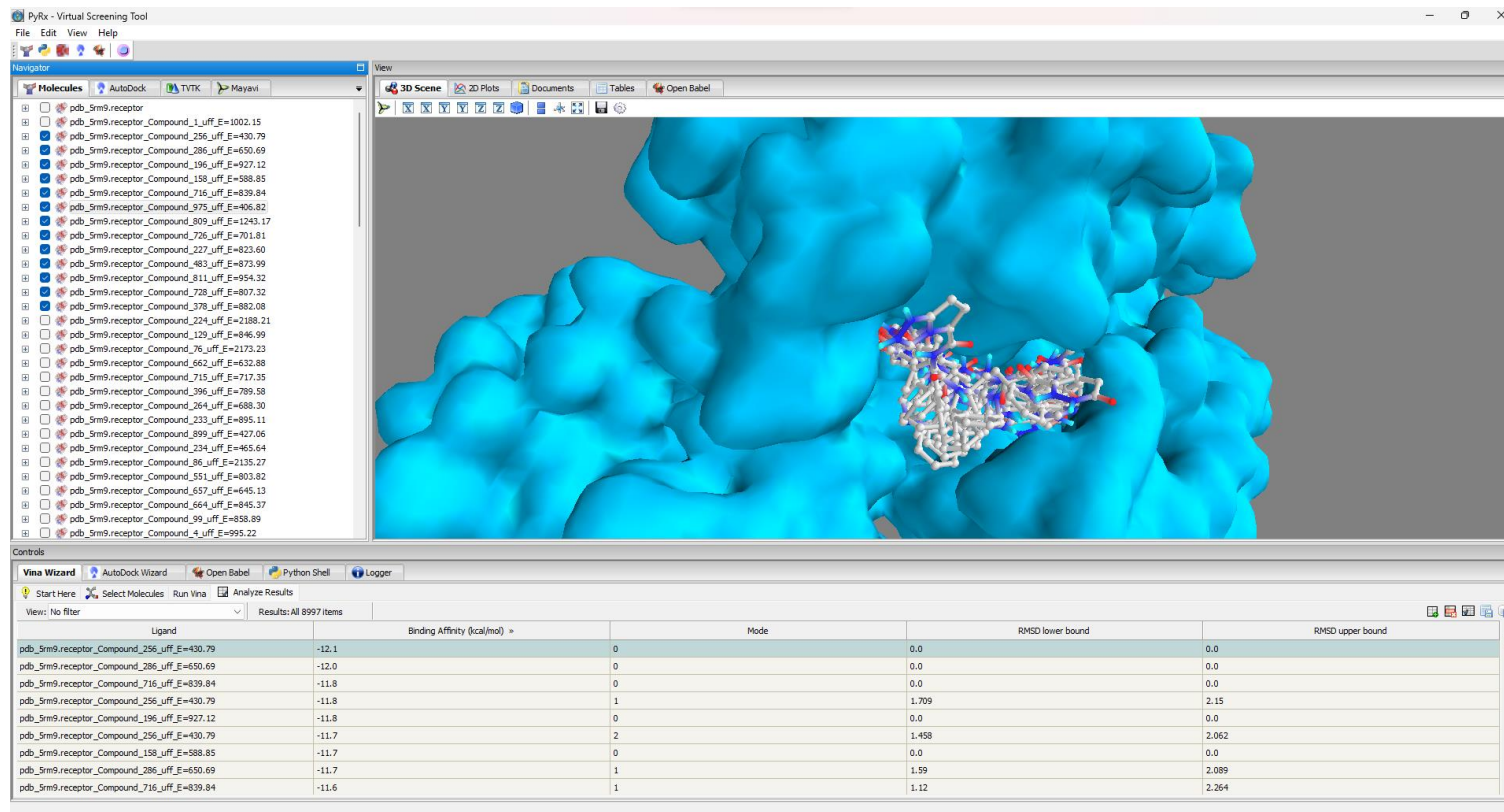 PyRx - Virtual Screening Tool
File Edit View Help
Navigator
Molecules AutoDock TVTK Mayavi
pdb_5rm9.receptor
pdb_5rm9.receptor_Compound_1_uff_E=1002.15
pdb_5rm9.receptor_Compound_256_uff_E=430.79
pdb_5rm9.receptor_Compound_286_uff_E=650.69
pdb_5rm9.receptor_Compound_196_uff_E=927.12
pdb_5rm9.receptor_Compound_158_uff_E=588.85
pdb_5rm9.receptor_Compound_716_uff_E=839.84
pdb_5rm9.receptor_Compound_975_uff_E=406.82
pdb_5rm9.receptor_Compound_809_uff_E=1243.17
pdb_5rm9.receptor_Compound_726_uff_E=701.81
pdb_5rm9.receptor_Compound_227_uff_E=823.60
pdb_5rm9.receptor_Compound_483_uff_E=873.99
pdb_5rm9.receptor_Compound_811_uff_E=954.32
pdb_5rm9.receptor_Compound_728_uff_E=807.32
pdb_5rm9.receptor_Compound_378_uff_E=882.08
pdb_5rm9.receptor_Compound_224_uff_E=2188.21
pdb_5rm9.receptor_Compound_129_uff_E=846.99
pdb_5rm9.receptor_Compound_76_uff_E=2173.23
pdb_5rm9.receptor_Compound_662_uff_E=632.88
pdb_5rm9.receptor_Compound_715_uff_E=717.35
pdb_5rm9.receptor_Compound_396_uff_E=789.58
pdb_5rm9.receptor_Compound_264_uff_E=688.30
pdb_5rm9.receptor_Compound_233_uff_E=895.11
pdb_5rm9.receptor_Compound_899_uff_E=427.06
pdb_5rm9.receptor_Compound_234_uff_E=465.64
pdb_5rm9.receptor_Compound_86_uff_E=2135.27
pdb_5rm9.receptor_Compound_551_uff_E=803.82
pdb_5rm9.receptor_Compound_657_uff_E=645.13
pdb_5rm9.receptor_Compound_664_uff_E=845.37
pdb_5rm9.receptor_Compound_99_uff_E=858.89
pdb_5rm9.receptor_Compound_4_uff_E=995.22
View
3D Scene 2D Plots Documents Tables Open Babel
X X Y Y Z Z
Controls
Vina Wizard AutoDock Wizard Open Babel Python Shell Logger
Start Here Select Molecules Run Vina Analyze Results
View: No filter Results: All 8997 items
Ligand Binding Affinity (kcal/mol) » Mode RMSD lower bound RMSD upper bound
pdb_5rm9.receptor_Compound_256_uff_E=430.79 -12.1 0 0.0 0.0
pdb_5rm9.receptor_Compound_286_uff_E=650.69 -12.0 0 0.0 0.0
pdb_5rm9.receptor_Compound_716_uff_E=839.84 -11.8 0 0.0 0.0
pdb_5rm9.receptor_Compound_256_uff_E=430.79 -11.8 1 1.709 2.15
pdb_5rm9.receptor_Compound_196_uff_E=927.12 -11.8 0 0.0 0.0
pdb_5rm9.receptor_Compound_256_uff_E=430.79 -11.7 2 1.458 2.062
pdb_5rm9.receptor_Compound_158_uff_E=588.85 -11.7 0 0.0 0.0
pdb_5rm9.receptor_Compound_286_uff_E=650.69 -11.7 1 1.59 2.089
pdb_5rm9.receptor_Compound_716_uff_E=839.84 -11.6 1 1.12 2.264